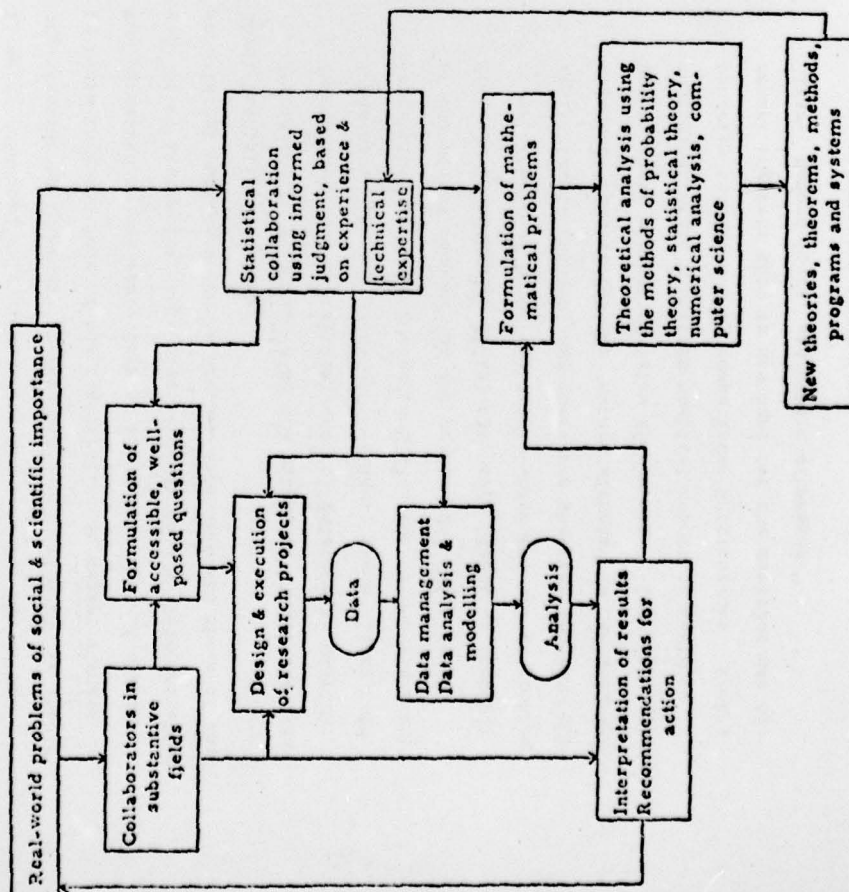 Real-world problems of social & scientific importance
Collaborators in
substantive
fields
Formulation of
accessible, well-
posed questions
Statistical
collaboration
using informed
judgment, based
on experience &
technical
expertise
Design & execution
of research projects
Data
Data management
Data analysis &
modelling
Analysis
Interpretation of results
Recommendations for
action
Formulation of mathe-
matical problems
Theoretical analysis using
the methods of probability
theory, statistical theory,
numerical analysis, com-
puter science
New theories, theorems, methods,
programs and systems